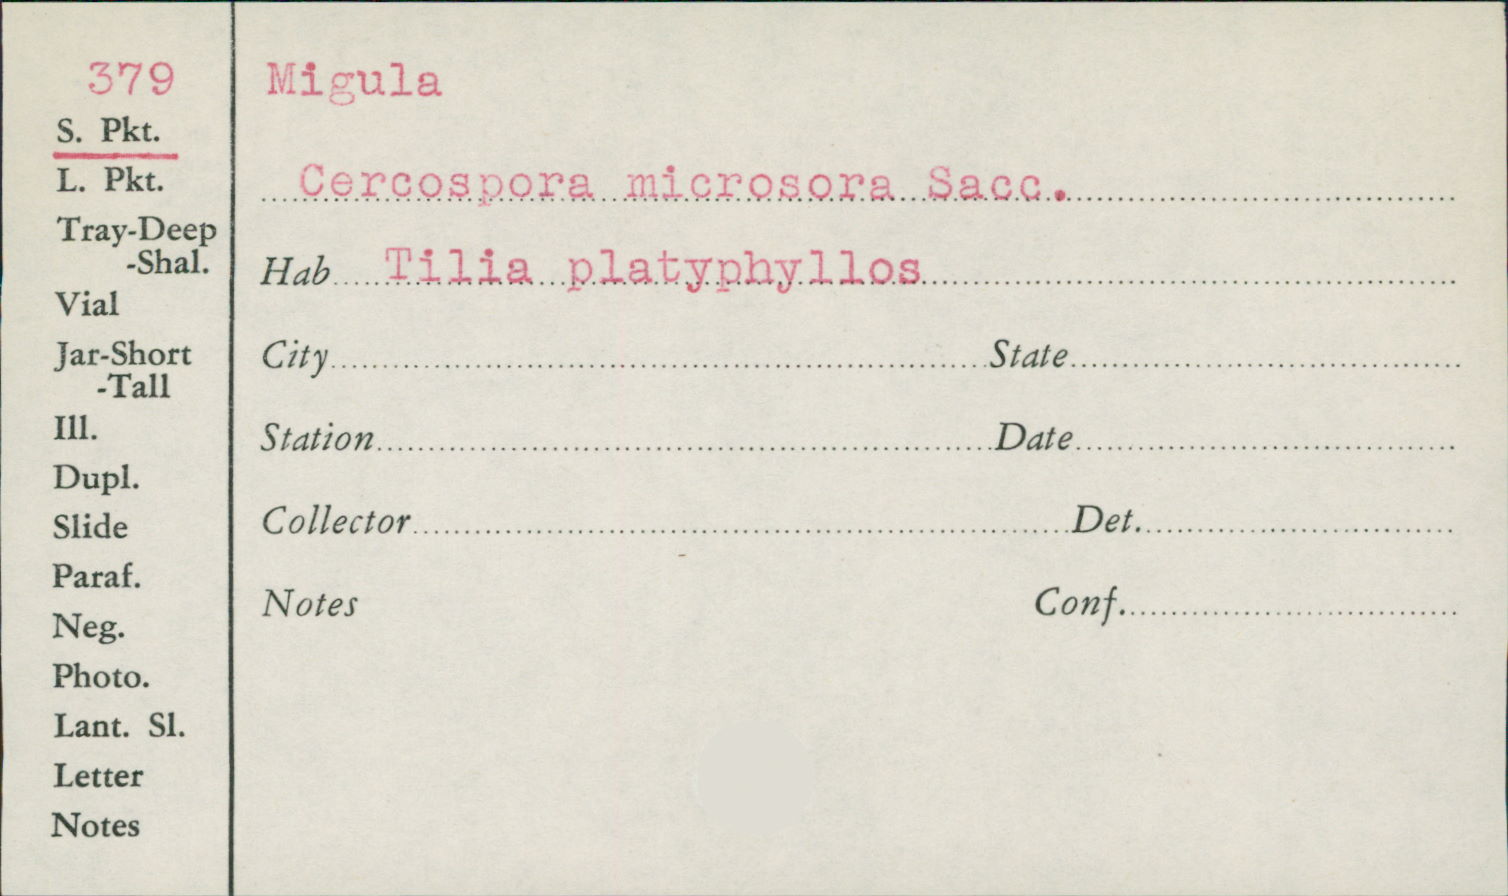 379
S. Pkt.
L. Pkt.
Tray-Deep
-Shal.
Vial
Jar-Short
-Tall
Ill.
Dupl.
Slide
Paraf.
Neg.
Photo.
Lant. Sl.
Letter
Notes
Migula
Cercospora microsora Sacc.
Hab Tilia platyphyllos
City State
Station Date
Collector Det.
Notes Conf.